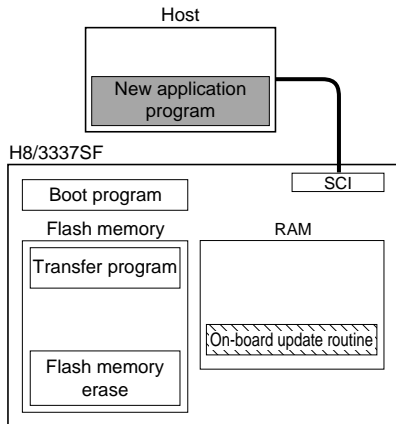 Host
New application
program
H8/3337SF
SCI
Boot program
Flash memory
RAM
Transfer program
On-board update routine
Flash memory
erase